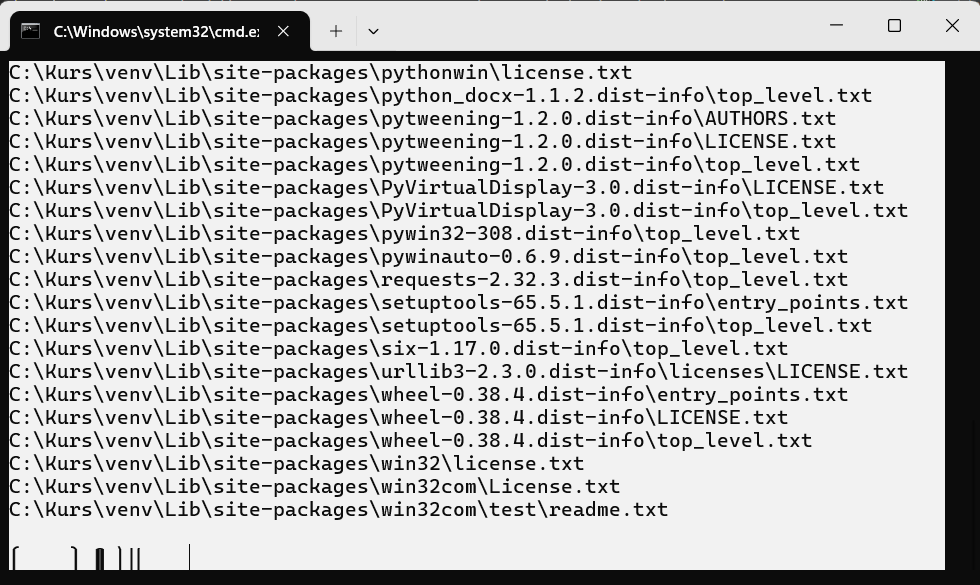 C:\Windows\system32\cmd.e
C:\Kurs\venv\Lib\site-packages\pythonwin\license.txt
C:\Kurs\venv\Lib\site-packages\python_docx-1.1.2.dist-info\top_level.txt
C:\Kurs\venv\Lib\site-packages\pytweening-1.2.0.dist-info\AUTHORS.txt
C:\Kurs\venv\Lib\site-packages\pytweening-1.2.0.dist-info\LICENSE.txt
C:\Kurs\venv\Lib\site-packages\pytweening-1.2.0.dist-info\top_level.txt
C:\Kurs\venv\Lib\site-packages\PyVirtualDisplay-3.0.dist-info\LICENSE.txt
C:\Kurs\venv\Lib\site-packages\PyVirtualDisplay-3.0.dist-info\top_level.txt
C:\Kurs\venv\Lib\site-packages\pywin32-308.dist-info\top_level.txt
C:\Kurs\venv\Lib\site-packages\pywinauto-0.6.9.dist-info\top_level.txt
C:\Kurs\venv\Lib\site-packages\requests-2.32.3.dist-info\top_level.txt
C:\Kurs\venv\Lib\site-packages\setuptools-65.5.1.dist-info\entry_points.txt
C:\Kurs\venv\Lib\site-packages\setuptools-65.5.1.dist-info\top_level.txt
C:\Kurs\venv\Lib\site-packages\six-1.17.0.dist-info\top_level.txt
C:\Kurs\venv\Lib\site-packages\urllib3-2.3.0.dist-info\licenses\LICENSE.txt
C:\Kurs\venv\Lib\site-packages\wheel-0.38.4.dist-info\entry_points.txt
C:\Kurs\venv\Lib\site-packages\wheel-0.38.4.dist-info\LICENSE.txt
C:\Kurs\venv\Lib\site-packages\wheel-0.38.4.dist-info\top_level.txt
C:\Kurs\venv\Lib\site-packages\win32\license.txt
C:\Kurs\venv\Lib\site-packages\win32com\License.txt
C:\Kurs\venv\Lib\site-packages\win32com\test\readme.txt